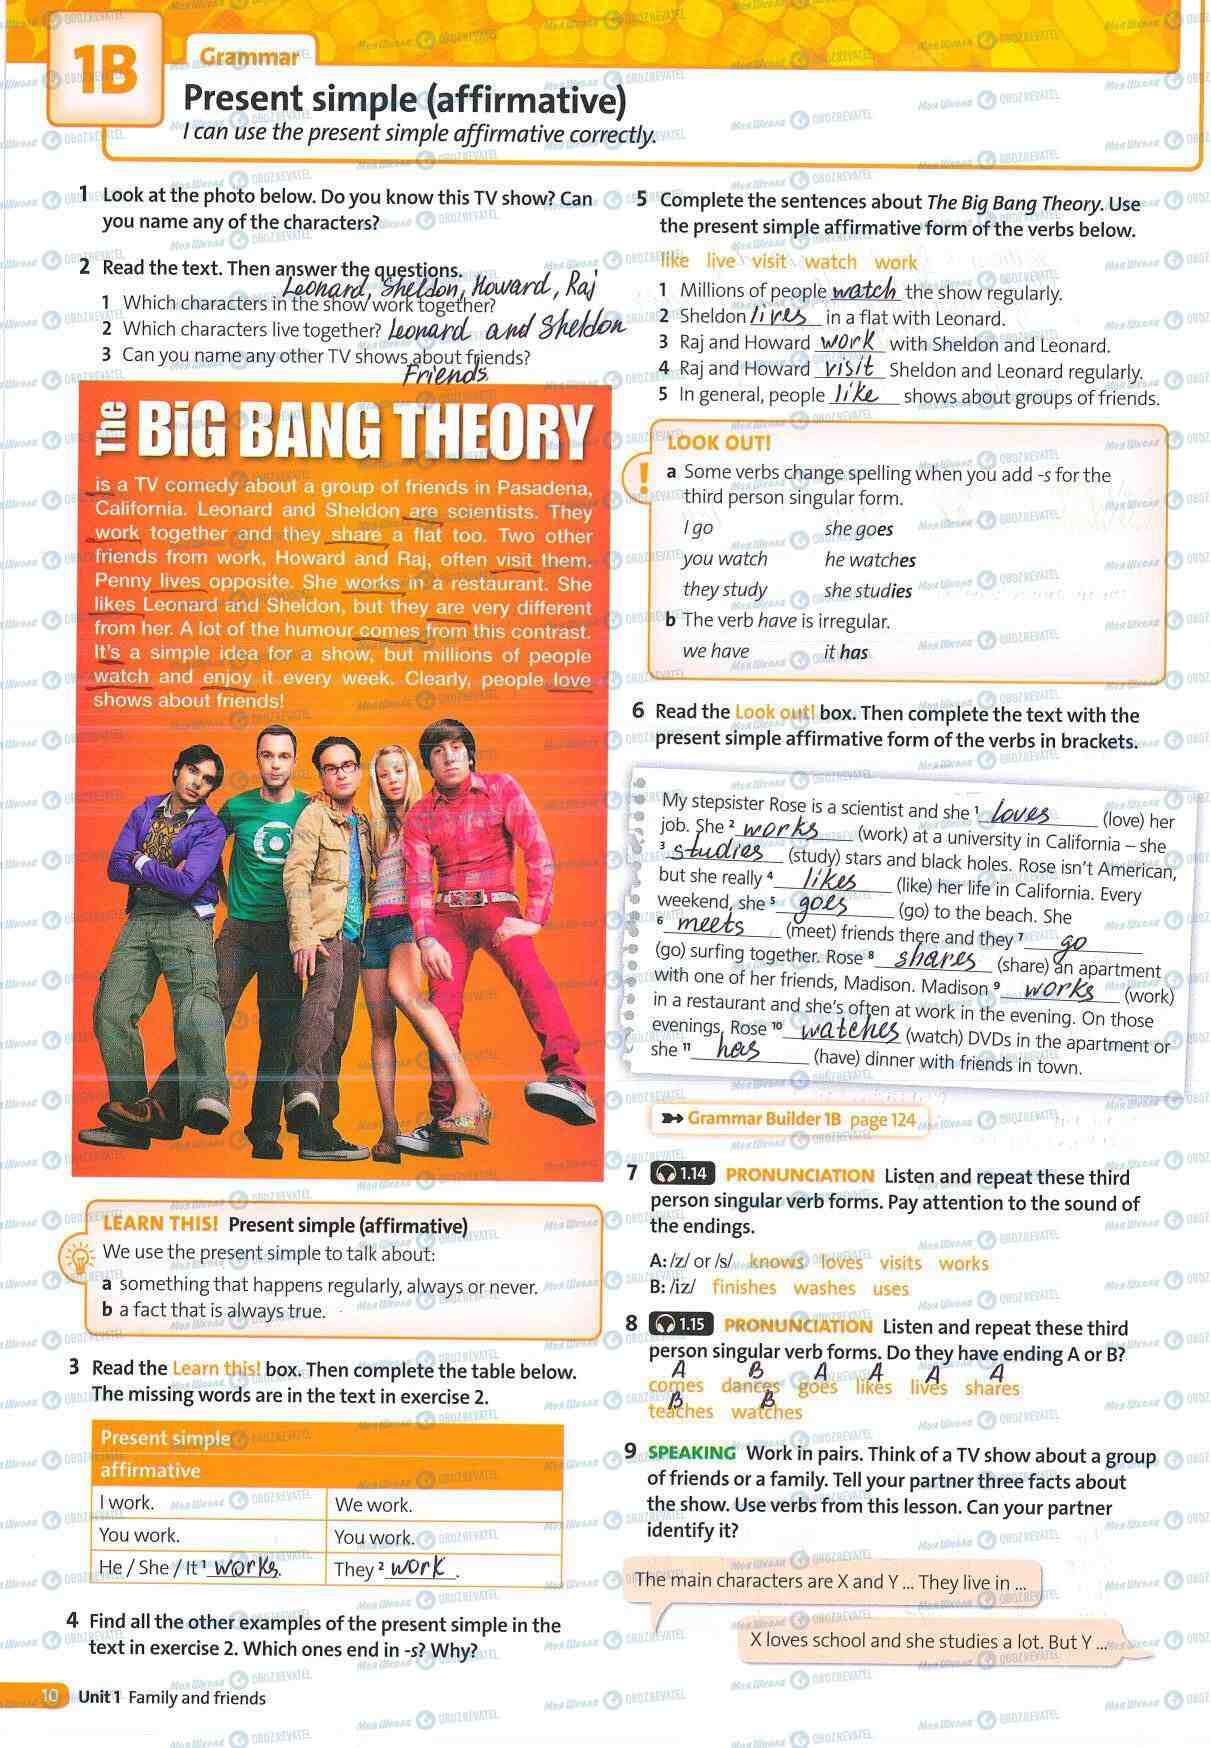 1B
Grammar
Present simple (affirmative)
I can use the present simple affirmative correctly.
1 Look at the photo below. Do you know this TV show? Can
you name any of the characters?
2 Read the text. Then answer the questions.
Leonard, Sheldon, Howard, Raj
1 Which characters in the show work together?
2 Which characters live together? Leonard and Sheldon
3 Can you name any other TV shows about friends?
Friends
The BiG BANG THEORY
is a TV comedy about a group of friends in Pasadena,
California. Leonard and Sheldon are scientists. They
work together and they share a flat too. Two other
friends from work, Howard and Raj, often visit them.
Penny lives opposite. She works in a restaurant. She
likes Leonard and Sheldon, but they are very different
from her. A lot of the humour comes from this contrast.
It's a simple idea for a show, but millions of people
watch and enjoy it every week. Clearly, people love
shows about friends!
LEARN THIS! Present simple (affirmative)
We use the present simple to talk about:
a something that happens regularly, always or never.
b a fact that is always true.
3 Read the Learn this! box. Then complete the table below.
The missing words are in the text in exercise 2.
Present simple
affirmative
I work. We work.
You work. You work.
He / She / It ¹ works. They ² work.
4 Find all the other examples of the present simple in the
text in exercise 2. Which ones end in -s? Why?
10 Unit 1 Family and friends
5 Complete the sentences about The Big Bang Theory. Use
the present simple affirmative form of the verbs below.
like live visit watch work
1 Millions of people watch the show regularly.
2 Sheldon lives in a flat with Leonard.
3 Raj and Howard work with Sheldon and Leonard.
4 Raj and Howard visit Sheldon and Leonard regularly.
5 In general, people like shows about groups of friends.
LOOK OUT!
! a Some verbs change spelling when you add -s for the
third person singular form.
I go she goes
you watch he watches
they study she studies
b The verb have is irregular.
we have it has
6 Read the Look out! box. Then complete the text with the
present simple affirmative form of the verbs in brackets.
My stepsister Rose is a scientist and she ¹ loves (love) her
job. She ² works (work) at a university in California – she
³ studies (study) stars and black holes. Rose isn't American,
but she really ⁴ likes (like) her life in California. Every
weekend, she ⁵ goes (go) to the beach. She
⁶ meets (meet) friends there and they ⁷ go
(go) surfing together. Rose ⁸ shares (share) an apartment
with one of her friends, Madison. Madison ⁹ works (work)
in a restaurant and she's often at work in the evening. On those
evenings, Rose ¹⁰ watches (watch) DVDs in the apartment or
she ¹¹ has (have) dinner with friends in town.
Grammar Builder 1B page 124
7 1.14 PRONUNCIATION Listen and repeat these third
person singular verb forms. Pay attention to the sound of
the endings.
A: /z/ or /s/ knows loves visits works
B: /ɪz/ finishes washes uses
8 1.15 PRONUNCIATION Listen and repeat these third
person singular verb forms. Do they have ending A or B?
A B A A A A
comes dances goes likes lives shares
B B
teaches watches
9 SPEAKING Work in pairs. Think of a TV show about a group
of friends or a family. Tell your partner three facts about
the show. Use verbs from this lesson. Can your partner
identify it?
The main characters are X and Y ... They live in ...
X loves school and she studies a lot. But Y ...